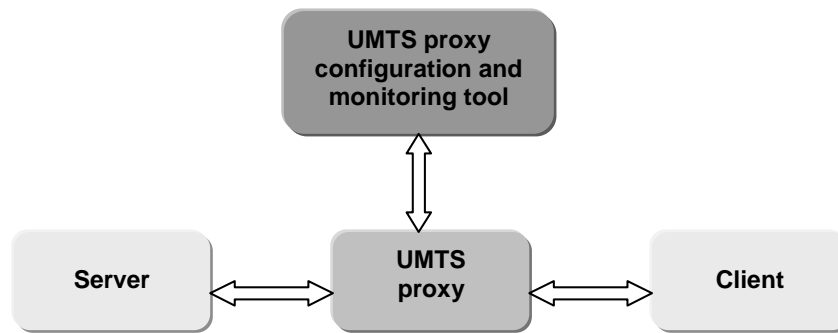 UMTS proxy
configuration and
monitoring tool
Server
UMTS
proxy
Client